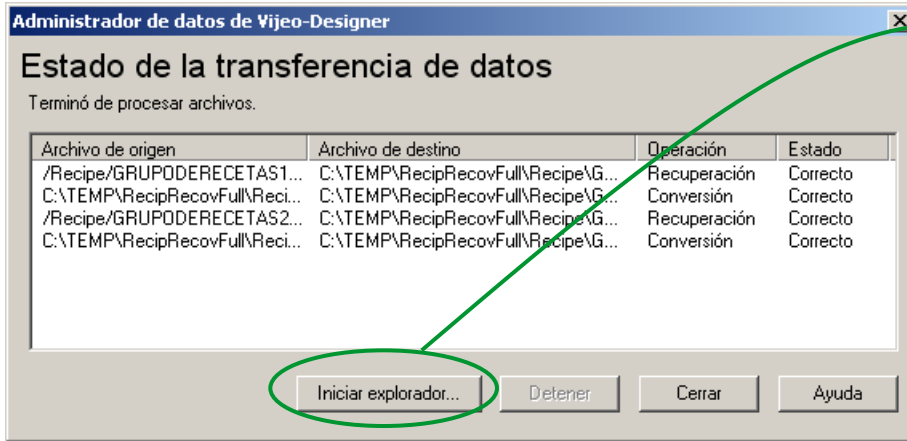 Administrador de datos de Vijeo-Designer
Estado de la transferencia de datos
Terminó de procesar archivos.
Archivo de origen Archivo de destino Operación Estado
/Recipe/GRUPODERECETAS1... C:\TEMP\RecipRecovFull\Recipe\G... Recuperación Correcto
C:\TEMP\RecipRecovFull\Reci... C:\TEMP\RecipRecovFull\Recipe\G... Conversión Correcto
/Recipe/GRUPODERECETAS2... C:\TEMP\RecipRecovFull\Recipe\G... Recuperación Correcto
C:\TEMP\RecipRecovFull\Reci... C:\TEMP\RecipRecovFull\Recipe\G... Conversión Correcto
Iniciar explorador... Detener Cerrar Ayuda